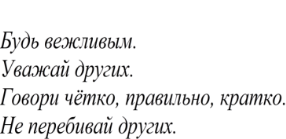 Будь вежливым.
Уважай других.
Говори чётко, правильно, кратко.
Не перебивай других.